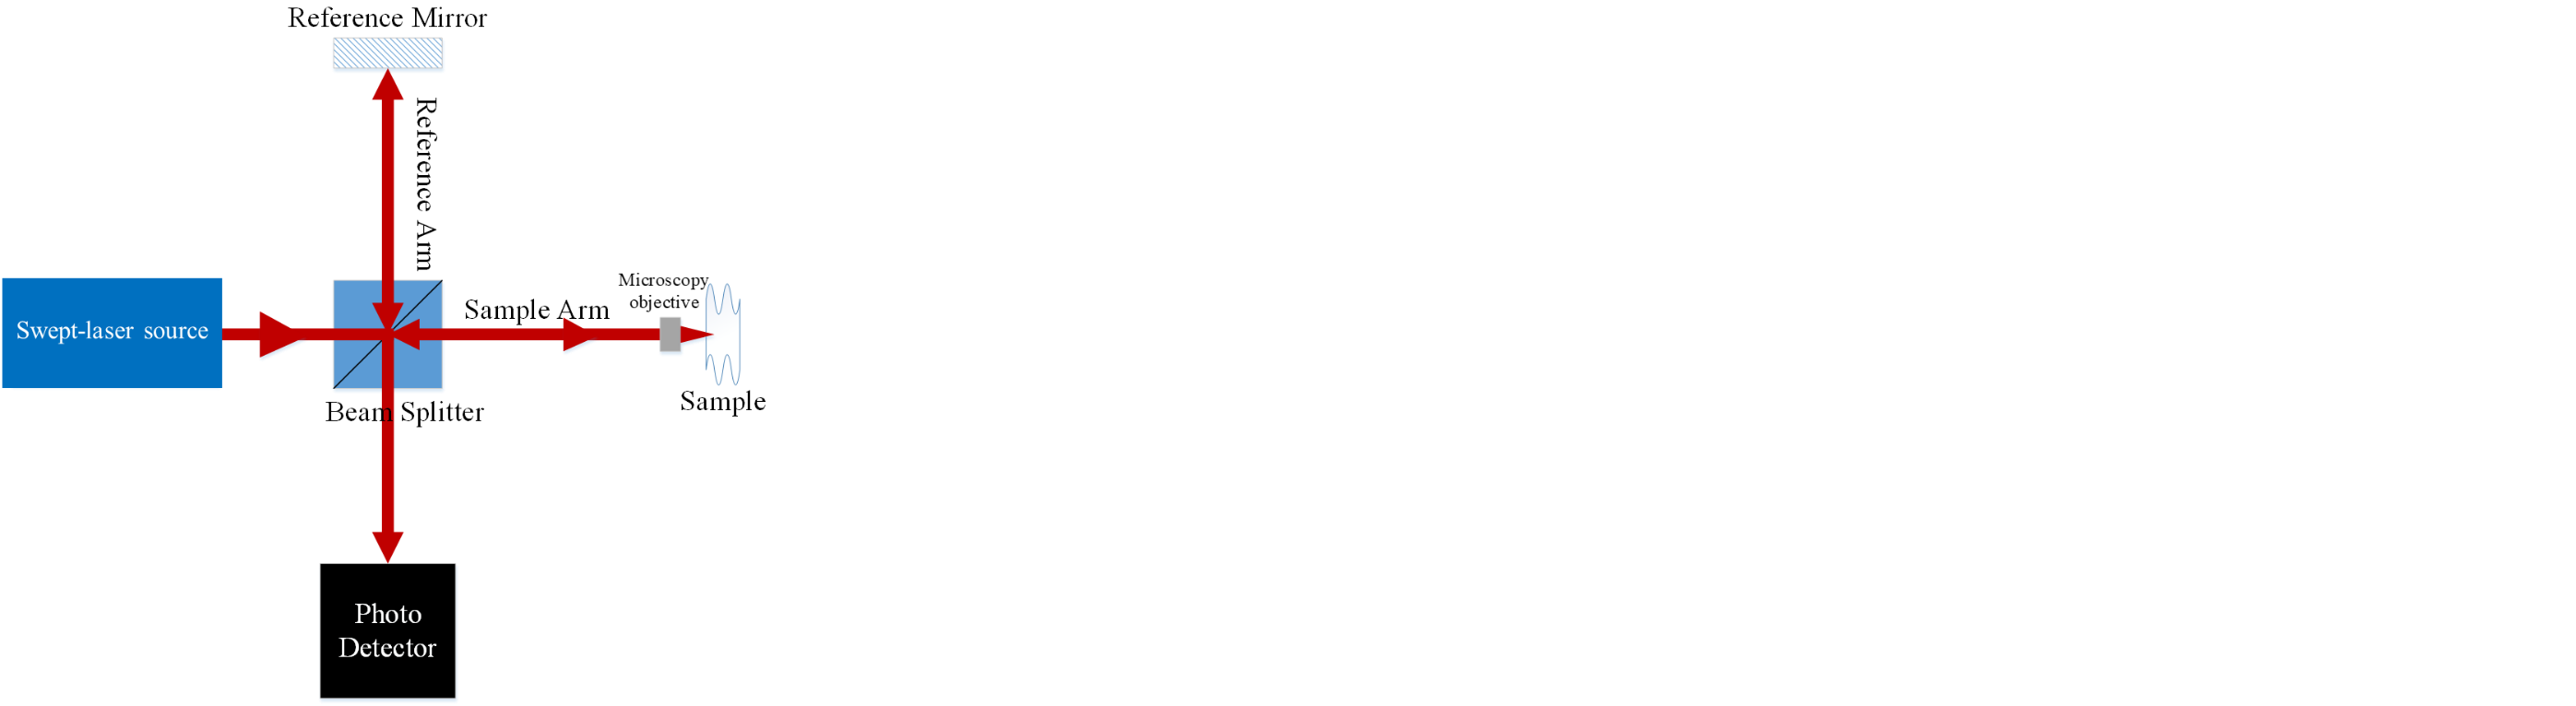 Reference Mirror
Reference Arm
Microscopy
objective
Sample Arm
Swept-laser source
Sample
Beam Splitter
Photo
Detector